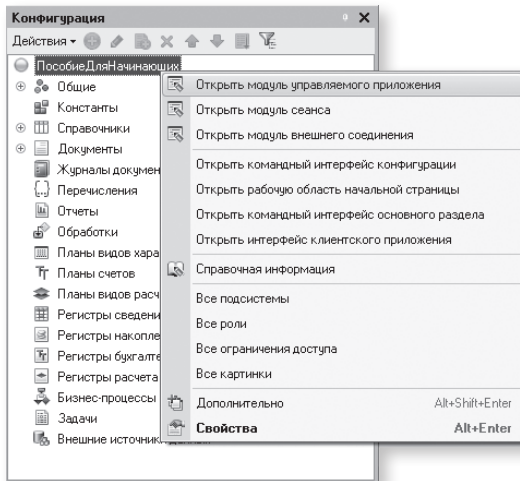 Конфигурация
Действия
ПособиеДляНачинающих
Общие
Константы
Справочники
Документы
Журналы докумен
Перечисления
Отчеты
Обработки
Планы видов хара
Планы счетов
Планы видов расч
Регистры сведени
Регистры накопле
Регистры бухгалте
Регистры расчета
Бизнес-процессы
Задачи
Внешние источники данных
Открыть модуль управляемого приложения
Открыть модуль сеанса
Открыть модуль внешнего соединения
Открыть командный интерфейс конфигурации
Открыть рабочую область начальной страницы
Открыть командный интерфейс основного раздела
Открыть интерфейс клиентского приложения
Справочная информация
Все подсистемы
Все роли
Все ограничения доступа
Все картинки
Дополнительно Alt+Shift+Enter
Свойства Alt+Enter